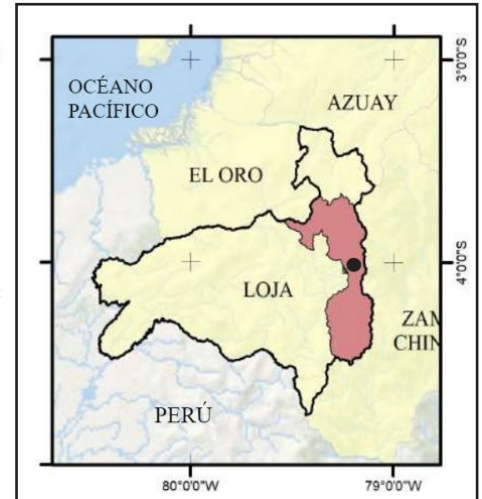 3°0'0"S
OCÉANO
PACÍFICO
AZUAY
EL ORO
4°0'0"S
LOJA
ZAM
CHIN
PERÚ
80°00'0"W
79°0'0"W